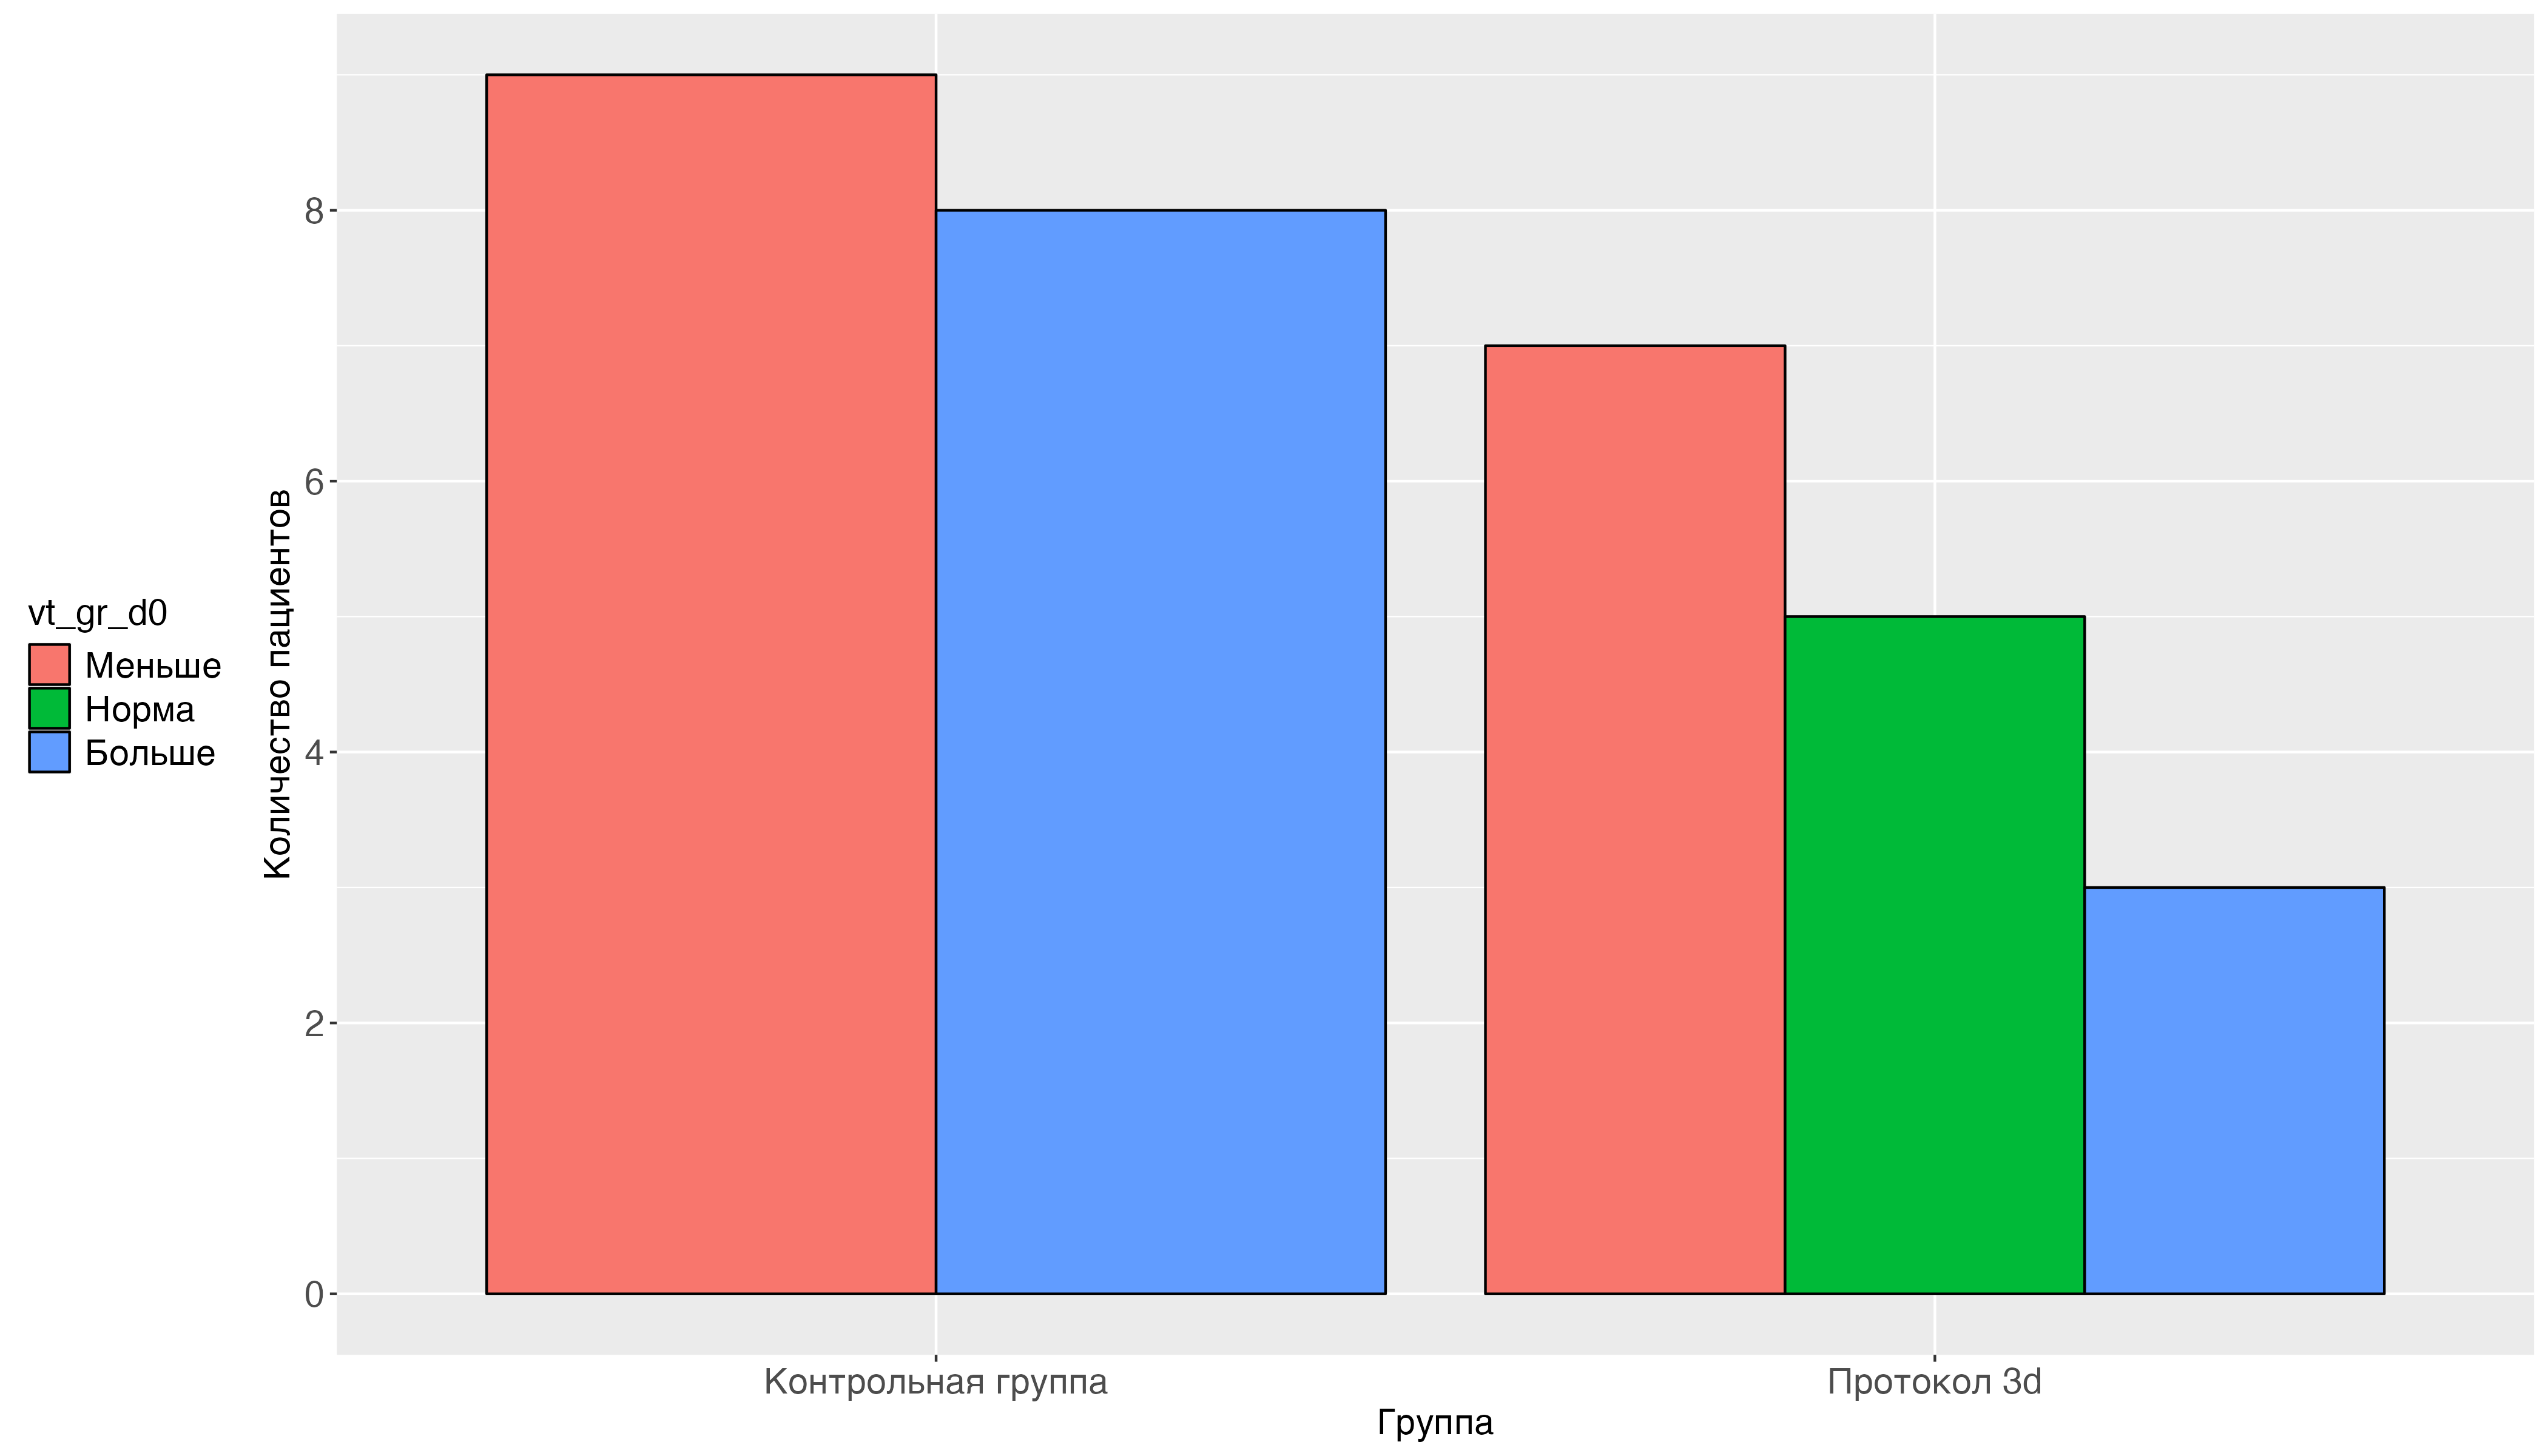 vt_gr_d0
Меньше
Норма
Больше
Количество пациентов
8
6
4
2
0
Контрольная группа
Протокол 3d
Группа